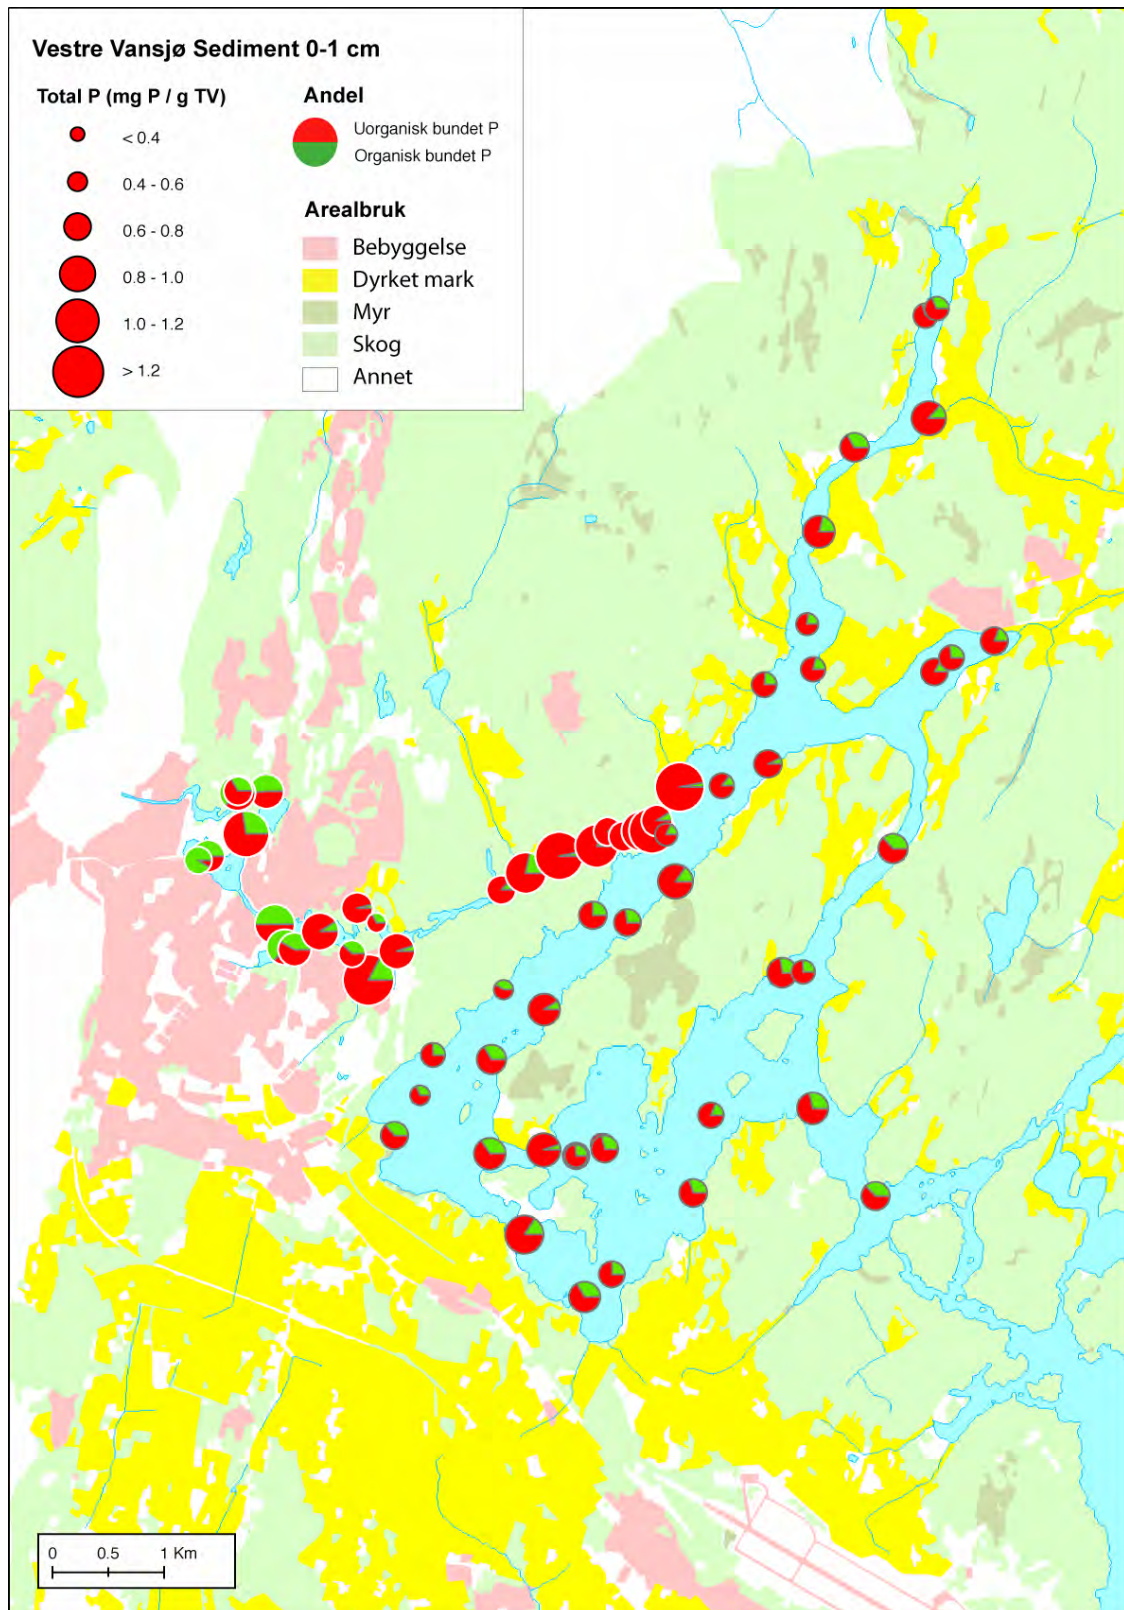 Vestre Vansjø Sediment 0-1 cm
Total P (mg P / g TV)
< 0.4
0.4 - 0.6
0.6 - 0.8
0.8 - 1.0
1.0 - 1.2
> 1.2
Andel
Uorganisk bundet P
Organisk bundet P
Arealbruk
Bebyggelse
Dyrket mark
Myr
Skog
Annet
0 0.5 1 Km